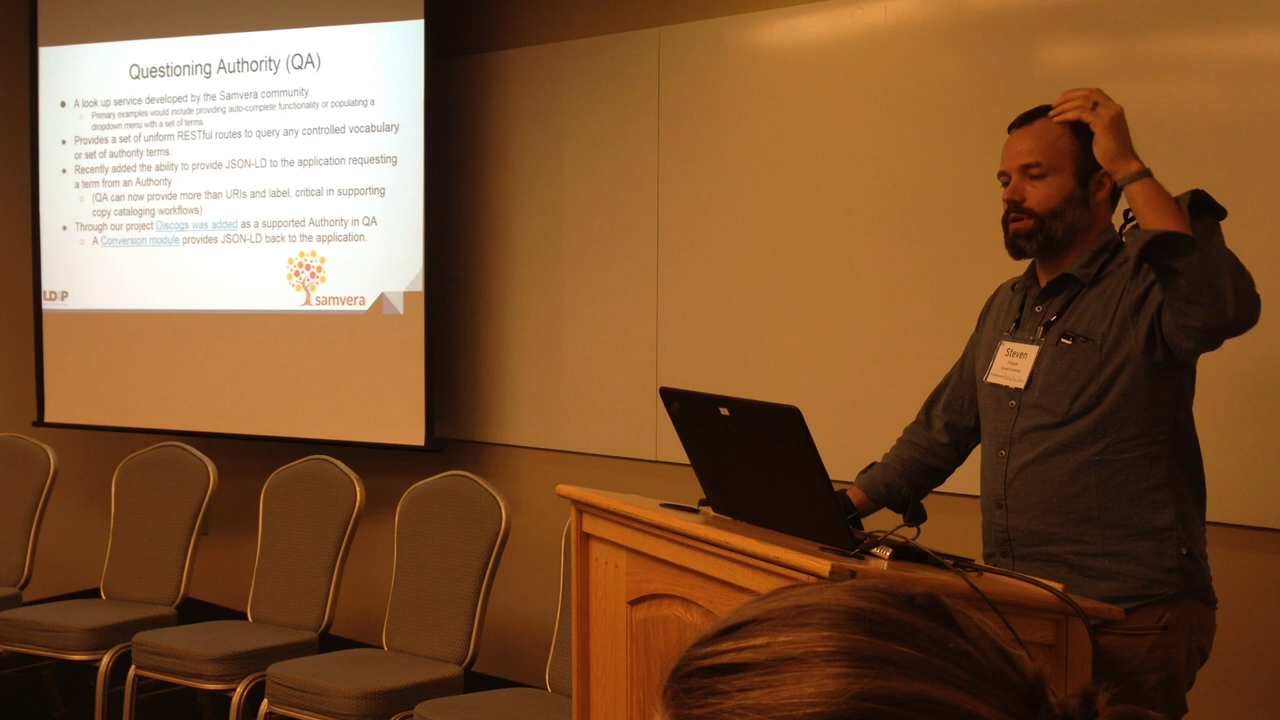 Questioning Authority (QA)
● A look up service developed by the Samvera community
○ Primary examples would include providing auto-complete functionality or populating a
dropdown menu with a set of terms.
● Provides a set of uniform RESTful routes to query any controlled vocabulary
or set of authority terms.
● Recently added the ability to provide JSON-LD to the application requesting
a term from an Authority
○ (QA can now provide more than URIs and label, critical in supporting
copy cataloging workflows)
● Through our project Discogs was added as a supported Authority in QA
○ A Conversion module provides JSON-LD back to the application.
samvera
LD4P
Steven